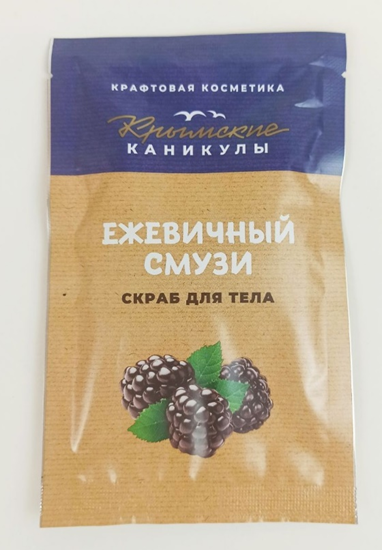 КРАФТОВАЯ КОСМЕТИКА
Крымские
КАНИКУЛЫ
ЕЖЕВИЧНЫЙ
СМУЗИ
СКРАБ ДЛЯ ТЕЛА